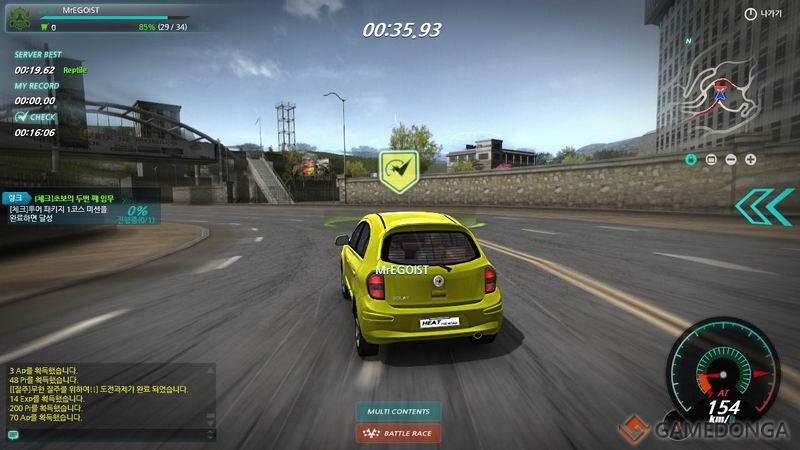 MrEGOIST
0
85% (29 / 34)
00:35.93
나가기
SERVER BEST
00:19,62 Reptile
MY RECORD
00:00,00
CHECK
00:16:06
N
링크 [체크]초보의 두번 째 임무
[체크]투어 패키지 1코스 미션을
완료하면 달성
0%
진행중(0/1)
MrEGOIST
SOLAT
HEAT
3 Ap를 획득했습니다.
48 Pi를 획득했습니다.
[[질주]무한 질주를 위하여!!] 도전과제가 완료 되었습니다.
14 Exp를 획득했습니다.
200 Pi를 획득했습니다.
70 Ap를 획득했습니다.
MULTI CONTENTS
BATTLE RACE
AT
154
km/h
GAMEDONGA